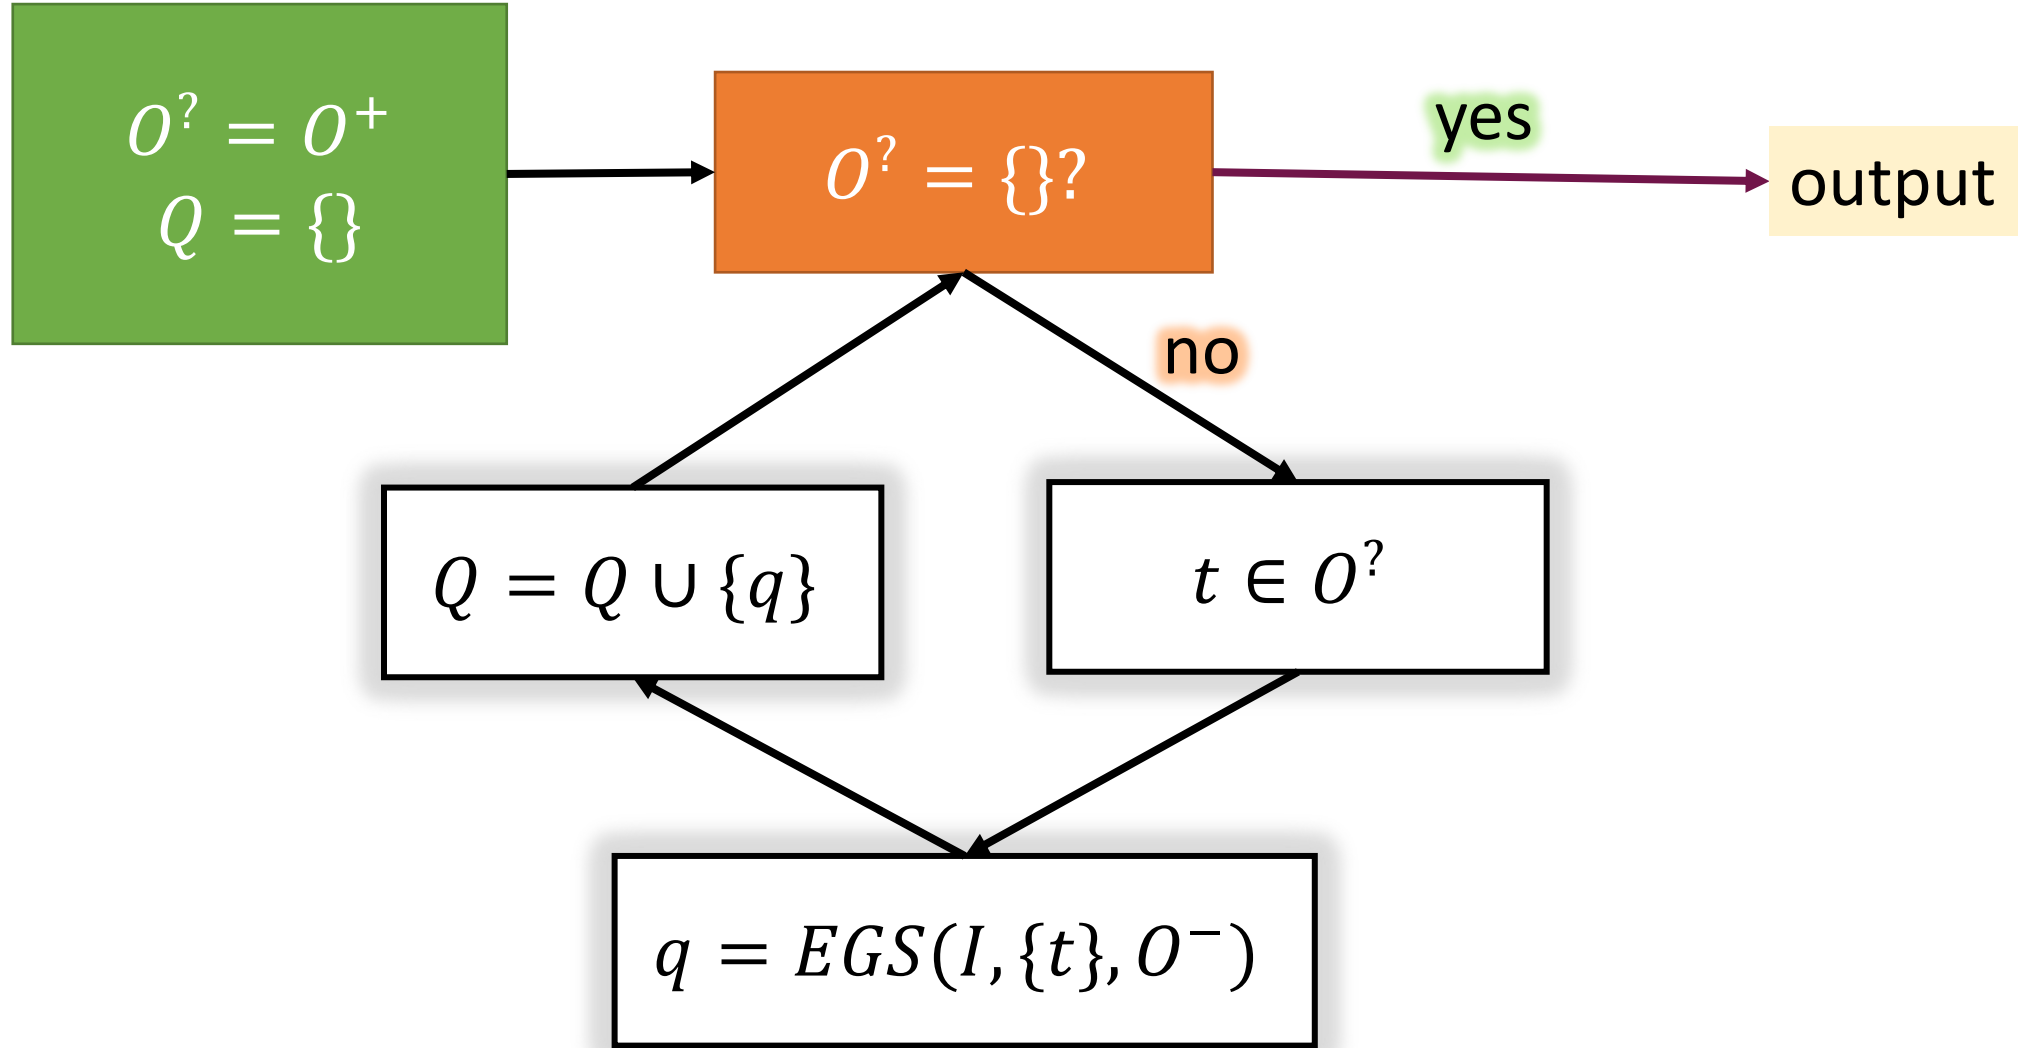 O^? = O^+
Q = {}
O^? = {}?
yes
output
no
Q = Q ∪ {q}
t ∈ O^?
q = EGS(I, {t}, O^−)